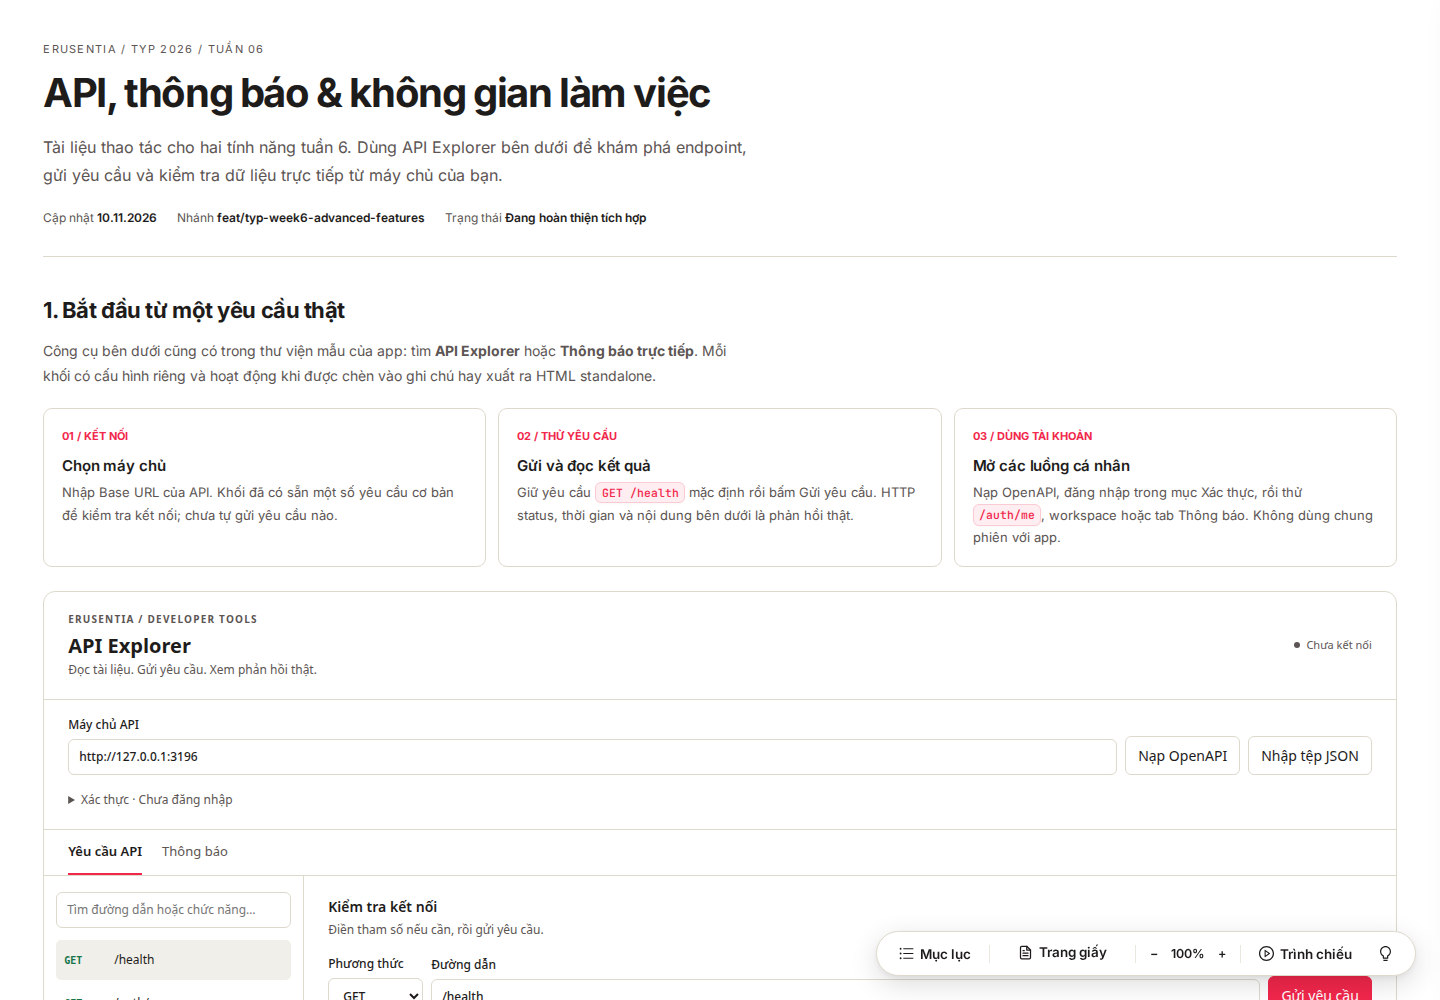 ERUSENTIA / TYP 2026 / TUẦN 06
API, thông báo & không gian làm việc
Tài liệu thao tác cho hai tính năng tuần 6. Dùng API Explorer bên dưới để khám phá endpoint,
gửi yêu cầu và kiểm tra dữ liệu trực tiếp từ máy chủ của bạn.
Cập nhật 10.11.2026 Nhánh feat/typ-week6-advanced-features Trạng thái Đang hoàn thiện tích hợp
1. Bắt đầu từ một yêu cầu thật
Công cụ bên dưới cũng có trong thư viện mẫu của app: tìm API Explorer hoặc Thông báo trực tiếp. Mỗi
khối có cấu hình riêng và hoạt động khi được chèn vào ghi chú hay xuất ra HTML standalone.
01 / KẾT NỐI
Chọn máy chủ
Nhập Base URL của API. Khối đã có sẵn một số yêu cầu cơ bản
để kiểm tra kết nối; chưa tự gửi yêu cầu nào.
02 / THỬ YÊU CẦU
Gửi và đọc kết quả
Giữ yêu cầu GET /health mặc định rồi bấm Gửi yêu cầu. HTTP
status, thời gian và nội dung bên dưới là phản hồi thật.
03 / DÙNG TÀI KHOẢN
Mở các luồng cá nhân
Nạp OpenAPI, đăng nhập trong mục Xác thực, rồi thử
/auth/me, workspace hoặc tab Thông báo. Không dùng chung
phiên với app.
ERUSENTIA / DEVELOPER TOOLS
API Explorer
Đọc tài liệu. Gửi yêu cầu. Xem phản hồi thật.
Chưa kết nối
Máy chủ API
http://127.0.0.1:3196
Nạp OpenAPI
Nhập tệp JSON
Xác thực · Chưa đăng nhập
Yêu cầu API Thông báo
Tìm đường dẫn hoặc chức năng...
GET /health
Kiểm tra kết nối
Điền tham số nếu cần, rồi gửi yêu cầu.
Phương thức Đường dẫn
GET /health Gửi yêu cầu
Mục lục Trang giấy − 100% + Trình chiếu